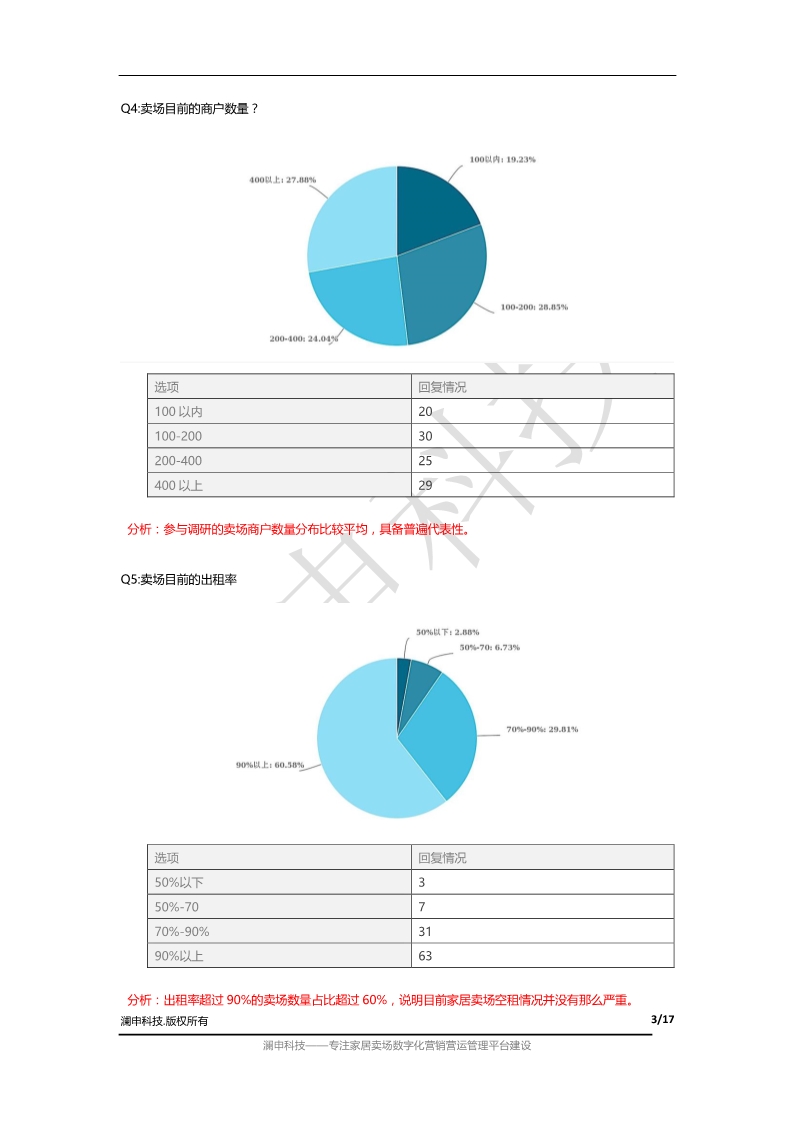 Q4:卖场目前的商户数量？
100以内: 19.23%
400以上: 27.88%
100-200: 28.85%
200-400: 24.04%
选项 回复情况
100 以内 20
100-200 30
200-400 25
400 以上 29
分析：参与调研的卖场商户数量分布比较平均，具备普遍代表性。
Q5:卖场目前的出租率
50%以下: 2.88%
50%-70: 6.73%
70%-90%: 29.81%
90%以上: 60.58%
选项 回复情况
50%以下 3
50%-70 7
70%-90% 31
90%以上 63
分析：出租率超过 90%的卖场数量占比超过 60%，说明目前家居卖场空租情况并没有那么严重。
澜申科技.版权所有 3/17
澜申科技——专注家居卖场数字化营销营运管理平台建设